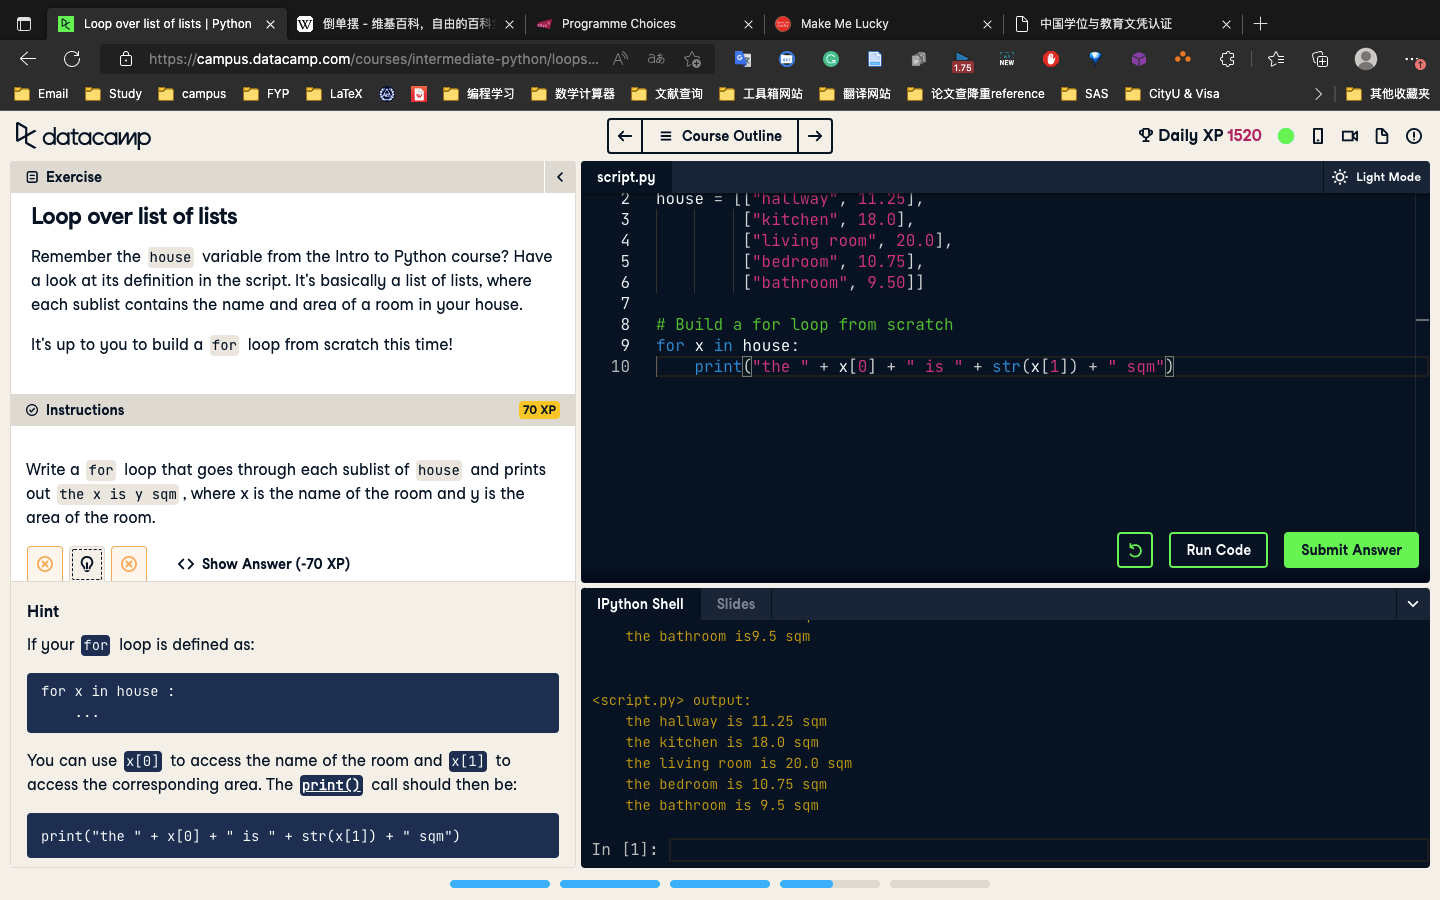 Loop over list of lists | Python
倒单摆 - 维基百科，自由的百科
Programme Choices
Make Me Lucky
中国学位与教育文凭认证
https://campus.datacamp.com/courses/intermediate-python/loops...
1.75
NEW
1
Email
Study
campus
FYP
LaTeX
编程学习
数学计算器
文献查询
工具箱网站
翻译网站
论文查降重reference
SAS
CityU & Visa
其他收藏夹
datacamp
Course Outline
Daily XP 1520
Exercise
Loop over list of lists
Remember the house variable from the Intro to Python course? Have
a look at its definition in the script. It's basically a list of lists, where
each sublist contains the name and area of a room in your house.
It's up to you to build a for loop from scratch this time!
Instructions
70 XP
Write a for loop that goes through each sublist of house and prints
out the x is y sqm , where x is the name of the room and y is the
area of the room.
Show Answer (-70 XP)
Hint
If your for loop is defined as:
for x in house :
...
You can use x[0] to access the name of the room and x[1] to
access the corresponding area. The print() call should then be:
print("the " + x[0] + " is " + str(x[1]) + " sqm")
script.py
Light Mode
2 house = [["hallway", 11.25],
3 ["kitchen", 18.0],
4 ["living room", 20.0],
5 ["bedroom", 10.75],
6 ["bathroom", 9.50]]
7
8 # Build a for loop from scratch
9 for x in house:
10 print("the " + x[0] + " is " + str(x[1]) + " sqm")
Run Code
Submit Answer
IPython Shell
Slides
the bathroom is9.5 sqm
<script.py> output:
the hallway is 11.25 sqm
the kitchen is 18.0 sqm
the living room is 20.0 sqm
the bedroom is 10.75 sqm
the bathroom is 9.5 sqm
In [1]: